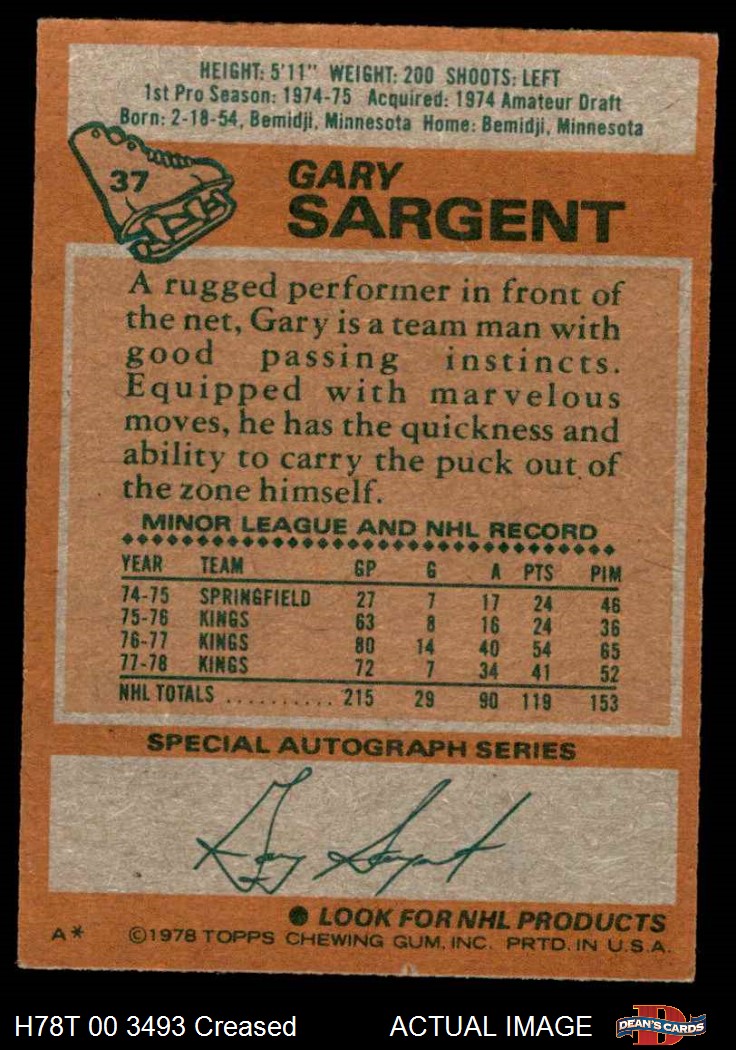 HEIGHT: 5'11" WEIGHT: 200 SHOOTS: LEFT
1st Pro Season: 1974-75 Acquired: 1974 Amateur Draft
Born: 2-18-54, Bemidji, Minnesota Home: Bemidji, Minnesota
37
GARY
SARGENT
A rugged performer in front of
the net, Gary is a team man with
good passing instincts.
Equipped with marvelous
moves, he has the quickness and
ability to carry the puck out of
the zone himself.
MINOR LEAGUE AND NHL RECORD
YEAR TEAM GP G A PTS PIM
74-75 SPRINGFIELD 27 7 17 24 46
75-76 KINGS 63 8 16 24 36
76-77 KINGS 80 14 40 54 65
77-78 KINGS 72 7 34 41 52
NHL TOTALS .......... 215 29 90 119 153
SPECIAL AUTOGRAPH SERIES
Gary Sargent
● LOOK FOR NHL PRODUCTS
A* ©1978 TOPPS CHEWING GUM, INC. PRTD. IN U.S.A.
H78T 00 3493 Creased ACTUAL IMAGE D DEAN'S CARDS